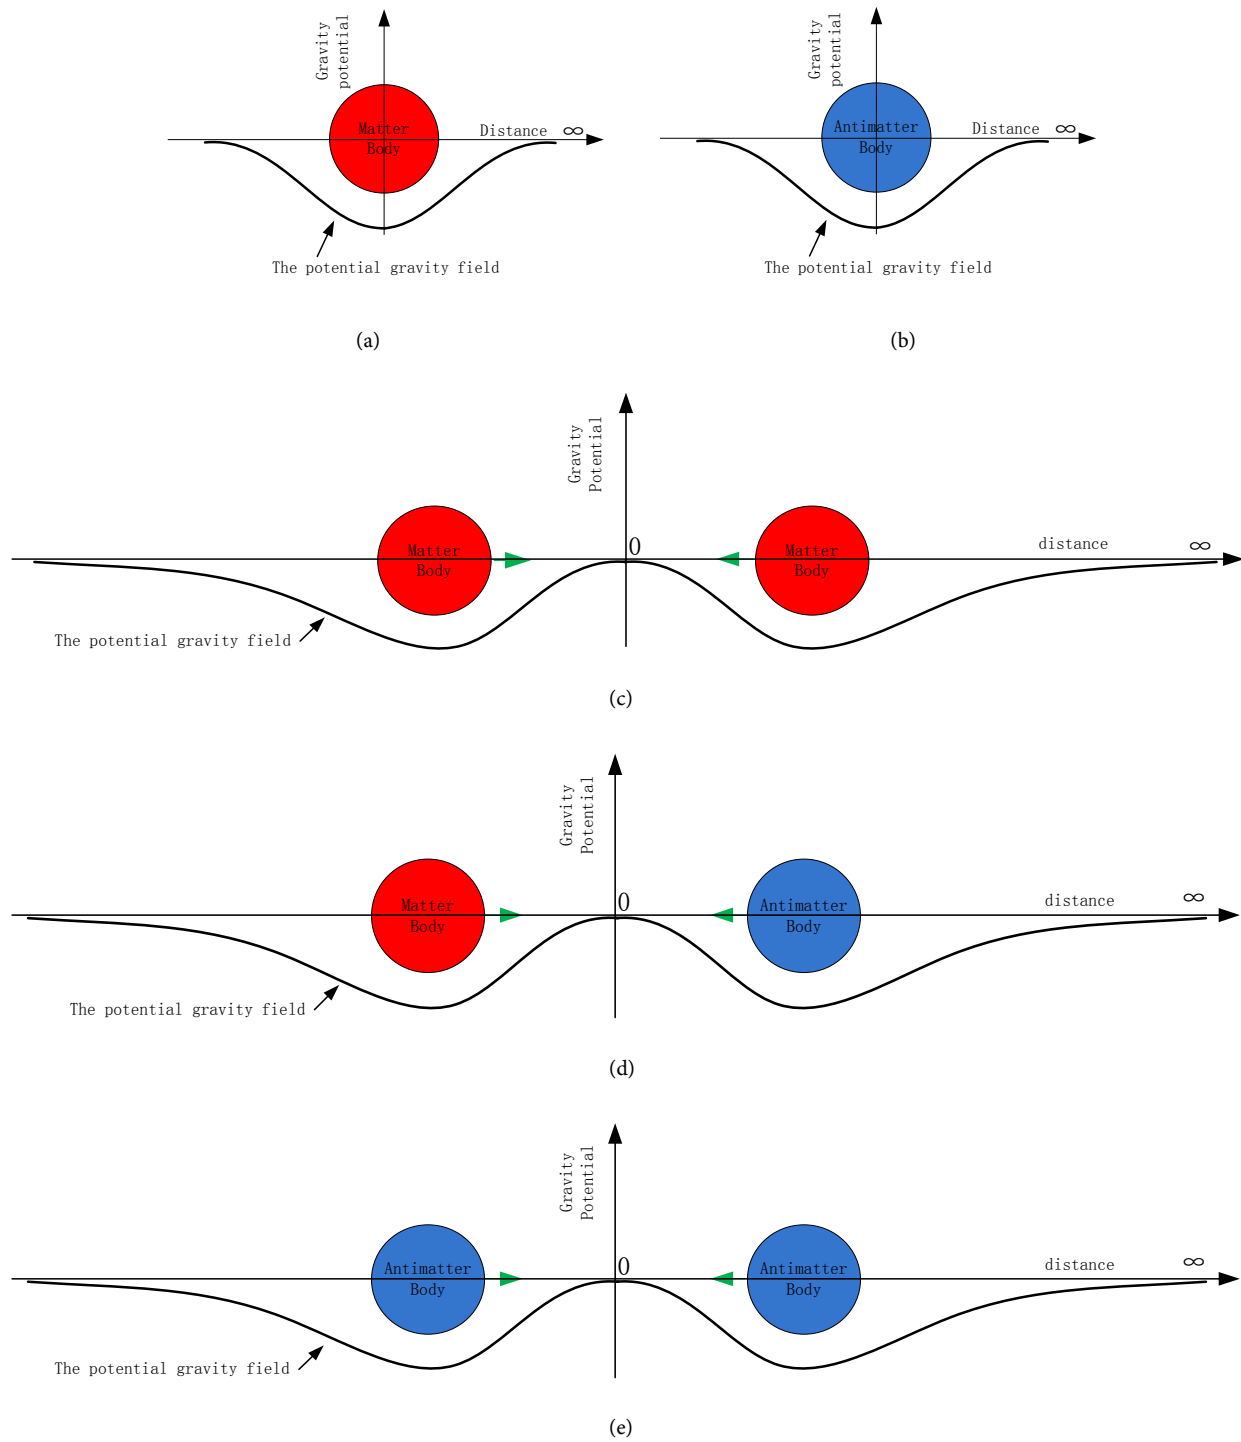 Gravity
potential
Matter
Body
Distance ∞
The potential gravity field
(a)
Gravity
potential
Antimatter
Body
Distance ∞
The potential gravity field
(b)
Gravity
Potential
0
Matter
Body
Matter
Body
distance ∞
The potential gravity field
(c)
Gravity
Potential
0
Matter
Body
Antimatter
Body
distance ∞
The potential gravity field
(d)
Gravity
Potential
0
Antimatter
Body
Antimatter
Body
distance ∞
The potential gravity field
(e)